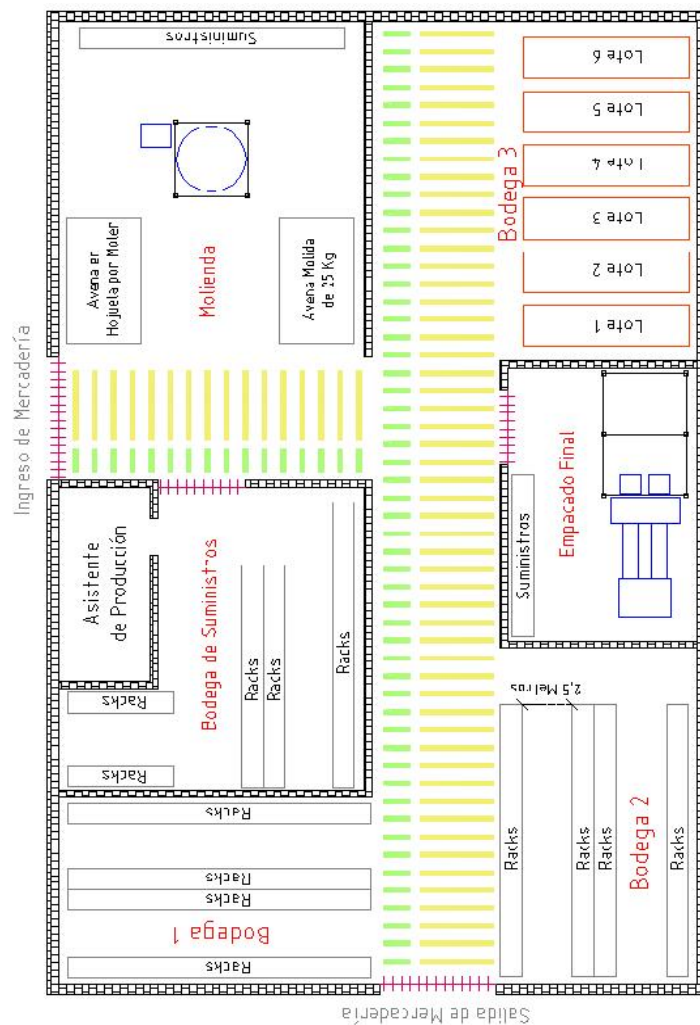 Suministros
Avena en
Hojuela por Moler
Molienda
Avena Molida
de 25 Kg
Bodega 3
Lote 6
Lote 5
Lote 4
Lote 3
Lote 2
Lote 1
Ingreso de Mercadería
Asistente
de Producción
Bodega de Suministros
Racks
Racks
Racks
Racks
Racks
Suministros
Empacado Final
2,5 Metros
Racks
Racks
Racks
Racks
Bodega 2
Racks
Racks
Racks
Racks
Bodega 1
Salida de Mercadería